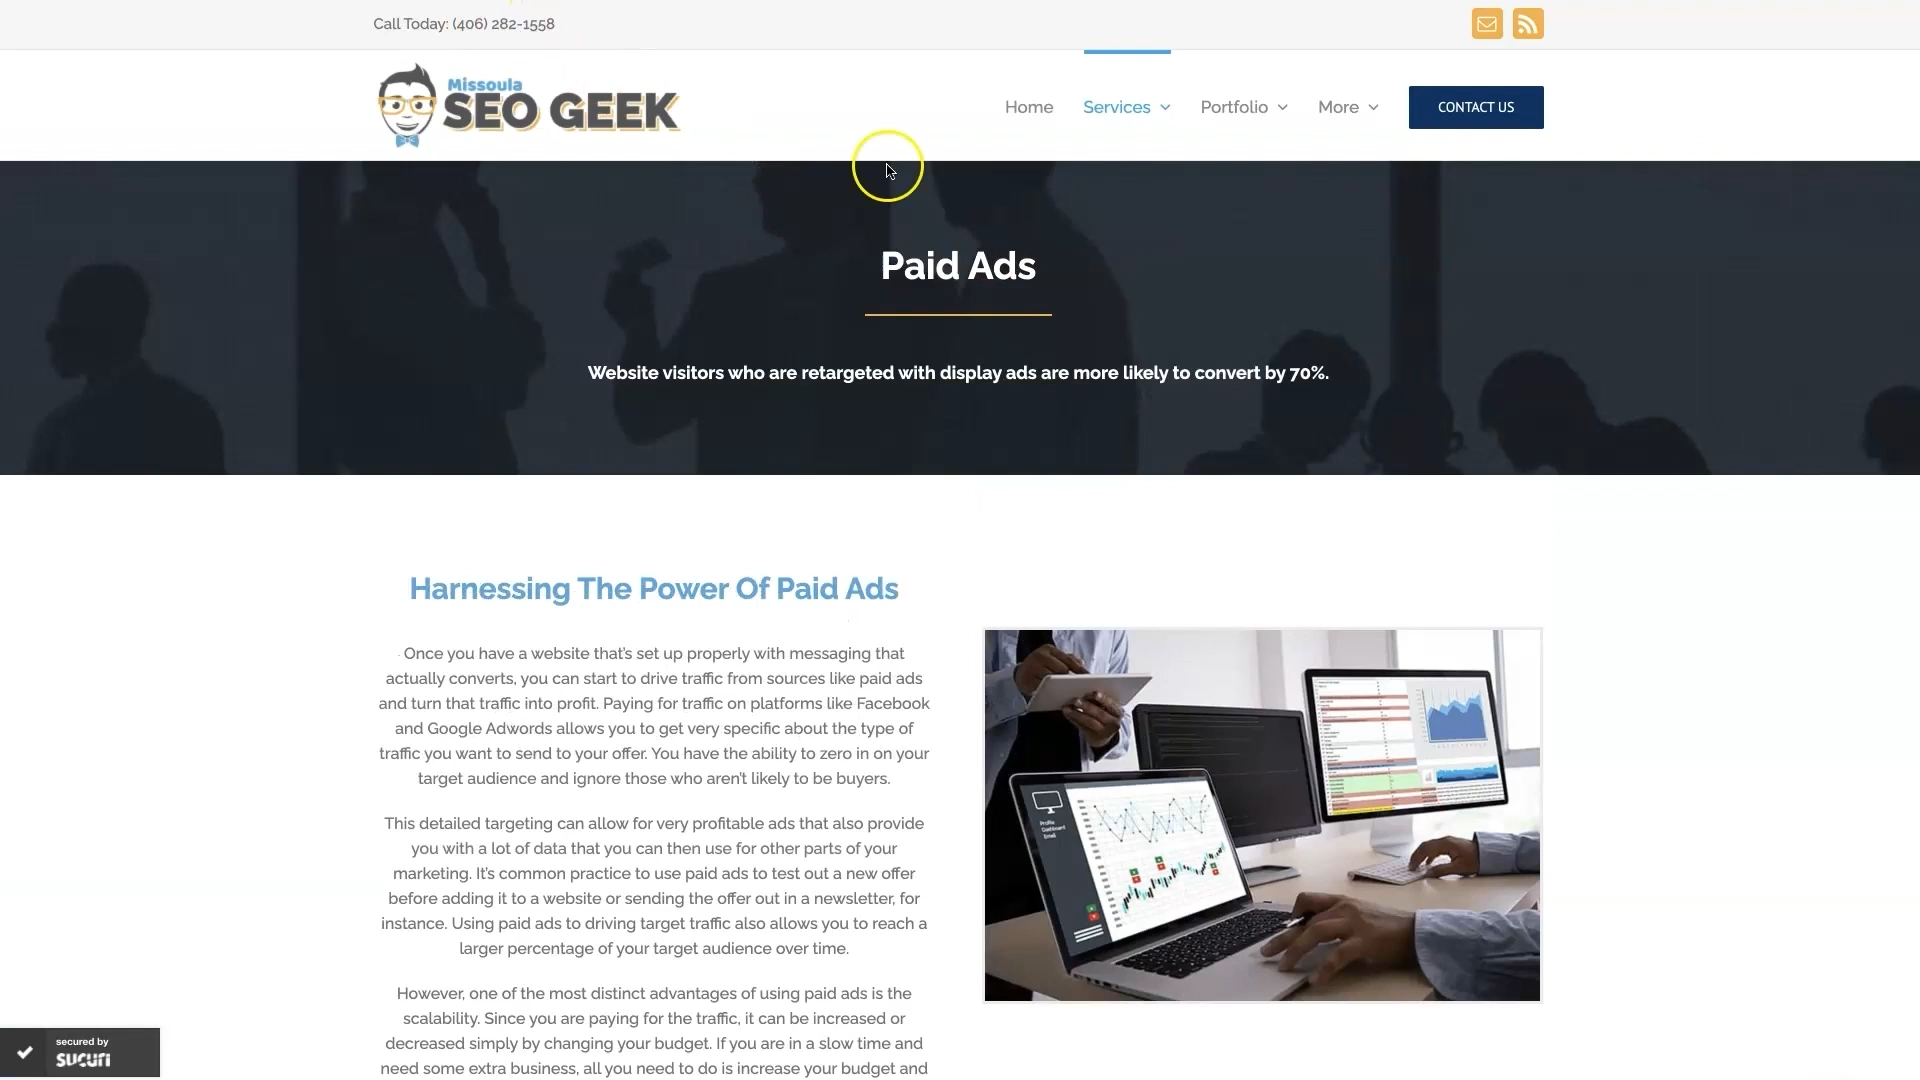 Call Today: (406) 282-1558
Missoula
SEO GEEK
Home
Services
Portfolio
More
CONTACT US
Paid Ads
Website visitors who are retargeted with display ads are more likely to convert by 70%.
Harnessing The Power Of Paid Ads
Once you have a website that's set up properly with messaging that
actually converts, you can start to drive traffic from sources like paid ads
and turn that traffic into profit. Paying for traffic on platforms like Facebook
and Google Adwords allows you to get very specific about the type of
traffic you want to send to your offer. You have the ability to zero in on your
target audience and ignore those who aren't likely to be buyers.
This detailed targeting can allow for very profitable ads that also provide
you with a lot of data that you can then use for other parts of your
marketing. It's common practice to use paid ads to test out a new offer
before adding it to a website or sending the offer out in a newsletter, for
instance. Using paid ads to driving target traffic also allows you to reach a
larger percentage of your target audience over time.
However, one of the most distinct advantages of using paid ads is the
scalability. Since you are paying for the traffic, it can be increased or
decreased simply by changing your budget. If you are in a slow time and
need some extra business, all you need to do is increase your budget and
Profile
Dashboard
Email
secured by
sucuri